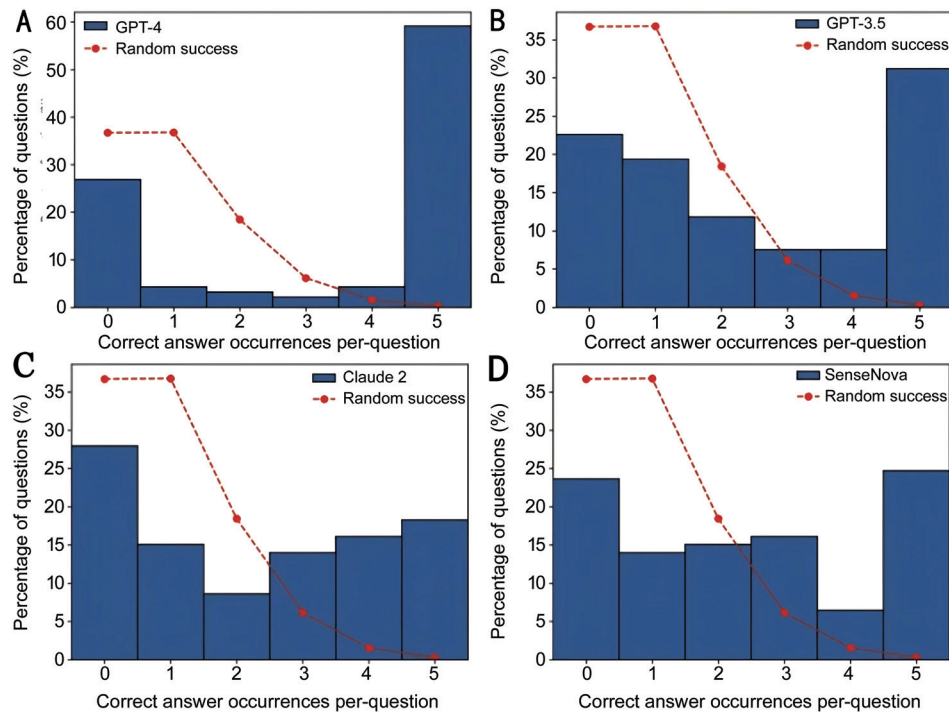 A
GPT-4
Random success
Percentage of questions (%)
60
50
40
30
20
10
0
0 1 2 3 4 5
Correct answer occurrences per-question
B
GPT-3.5
Random success
Percentage of questions (%)
35
30
25
20
15
10
5
0
0 1 2 3 4 5
Correct answer occurrences per-question
C
Claude 2
Random success
Percentage of questions (%)
35
30
25
20
15
10
5
0
0 1 2 3 4 5
Correct answer occurrences per-question
D
SenseNova
Random success
Percentage of questions (%)
35
30
25
20
15
10
5
0
0 1 2 3 4 5
Correct answer occurrences per-question